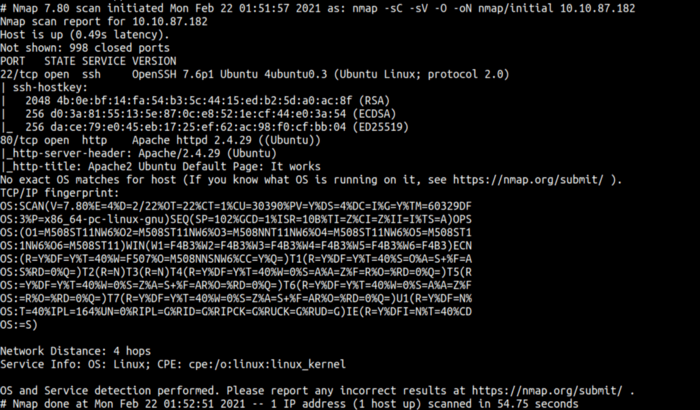 # Nmap 7.80 scan initiated Mon Feb 22 01:51:57 2021 as: nmap -sC -sV -O -oN nmap/initial 10.10.87.182
Nmap scan report for 10.10.87.182
Host is up (0.49s latency).
Not shown: 998 closed ports
PORT   STATE SERVICE VERSION
22/tcp open  ssh     OpenSSH 7.6p1 Ubuntu 4ubuntu0.3 (Ubuntu Linux; protocol 2.0)
| ssh-hostkey:
|   2048 4b:0e:bf:14:fa:54:b3:5c:44:15:ed:b2:5d:a0:ac:8f (RSA)
|   256 d0:3a:81:55:13:5e:87:0c:e8:52:1e:cf:44:e0:3a:54 (ECDSA)
|_  256 da:ce:79:e0:45:eb:17:25:ef:62:ac:98:f0:cf:bb:04 (ED25519)
80/tcp open  http    Apache httpd 2.4.29 ((Ubuntu))
|_http-server-header: Apache/2.4.29 (Ubuntu)
|_http-title: Apache2 Ubuntu Default Page: It works
No exact OS matches for host (If you know what OS is running on it, see https://nmap.org/submit/ ).
TCP/IP fingerprint:
OS:SCAN(V=7.80%E=4%D=2/22%OT=22%CT=1%CU=30390%PV=Y%DS=4%DC=I%G=Y%TM=60329DF
OS:3%P=x86_64-pc-linux-gnu)SEQ(SP=102%GCD=1%ISR=10B%TI=Z%CI=Z%II=I%TS=A)OPS
OS:(O1=M508ST11NW6%O2=M508ST11NW6%O3=M508NNT11NW6%O4=M508ST11NW6%O5=M508ST1
OS:1NW6%O6=M508ST11)WIN(W1=F4B3%W2=F4B3%W3=F4B3%W4=F4B3%W5=F4B3%W6=F4B3)ECN
OS:(R=Y%DF=Y%T=40%W=F507%O=M508NNSNW6%CC=Y%Q=)T1(R=Y%DF=Y%T=40%S=O%A=S+%F=A
OS:S%RD=0%Q=)T2(R=N)T3(R=N)T4(R=Y%DF=Y%T=40%W=0%S=A%A=Z%F=R%O=%RD=0%Q=)T5(R
OS:=Y%DF=Y%T=40%W=0%S=Z%A=S+%F=AR%O=%RD=0%Q=)T6(R=Y%DF=Y%T=40%W=0%S=A%A=Z%F
OS:=R%O=%RD=0%Q=)T7(R=Y%DF=Y%T=40%W=0%S=Z%A=S+%F=AR%O=%RD=0%Q=)U1(R=Y%DF=N%
OS:T=40%IPL=164%UN=0%RIPL=G%RID=G%RIPCK=G%RUCK=G%RUD=G)IE(R=Y%DFI=N%T=40%CD
OS:=S)
Network Distance: 4 hops
Service Info: OS: Linux; CPE: cpe:/o:linux:linux_kernel
OS and Service detection performed. Please report any incorrect results at https://nmap.org/submit/ .
# Nmap done at Mon Feb 22 01:52:51 2021 -- 1 IP address (1 host up) scanned in 54.75 seconds